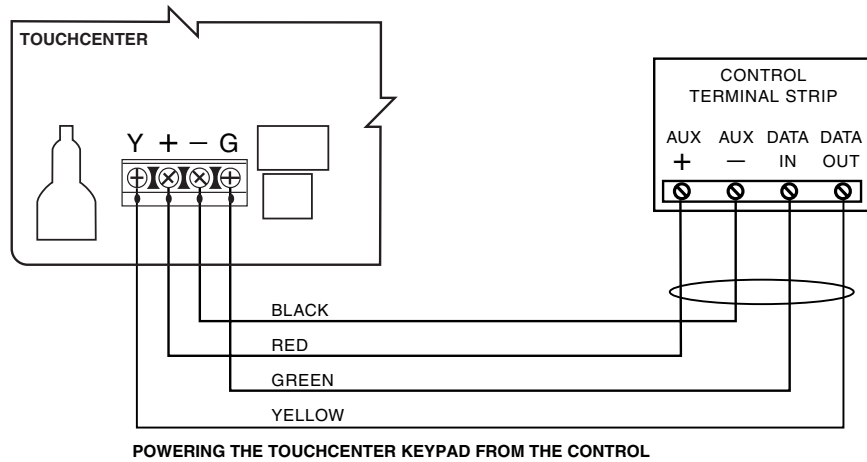 TOUCHCENTER
Y + – G
CONTROL
TERMINAL STRIP
AUX AUX DATA DATA
+ – IN OUT
BLACK
RED
GREEN
YELLOW
POWERING THE TOUCHCENTER KEYPAD FROM THE CONTROL